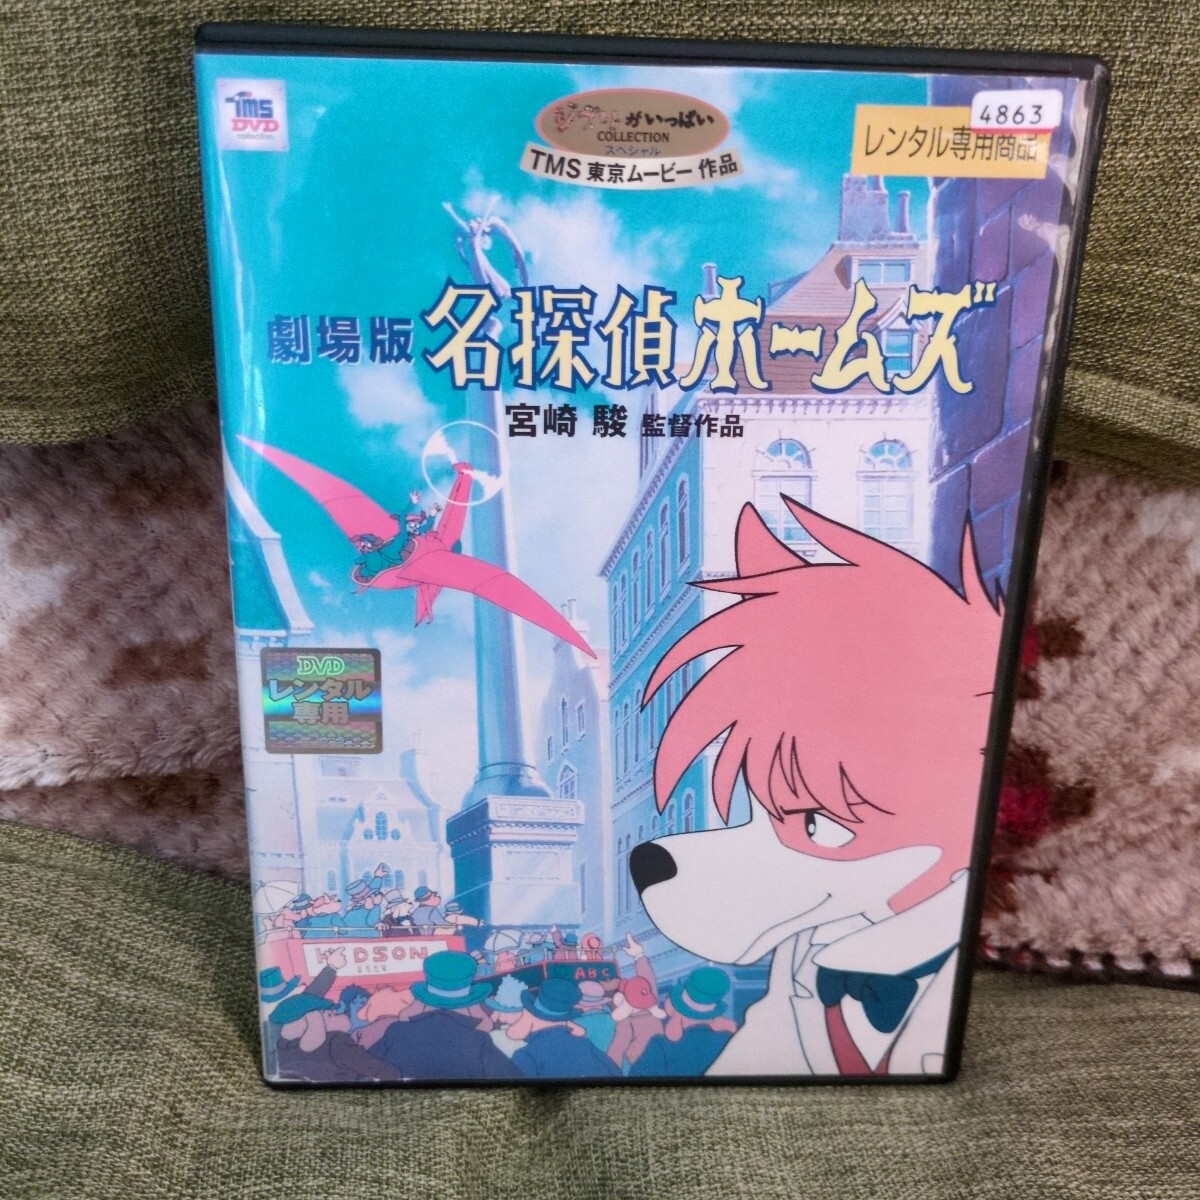 TMS
DVD
collection
ジブリがいっぱい
COLLECTION
スペシャル
TMS 東京ムービー 作品
4863
レンタル専用商品
劇場版 名探偵ホームズ
宮崎 駿 監督作品
DVD
レンタル
専用
HUDSON
ABC